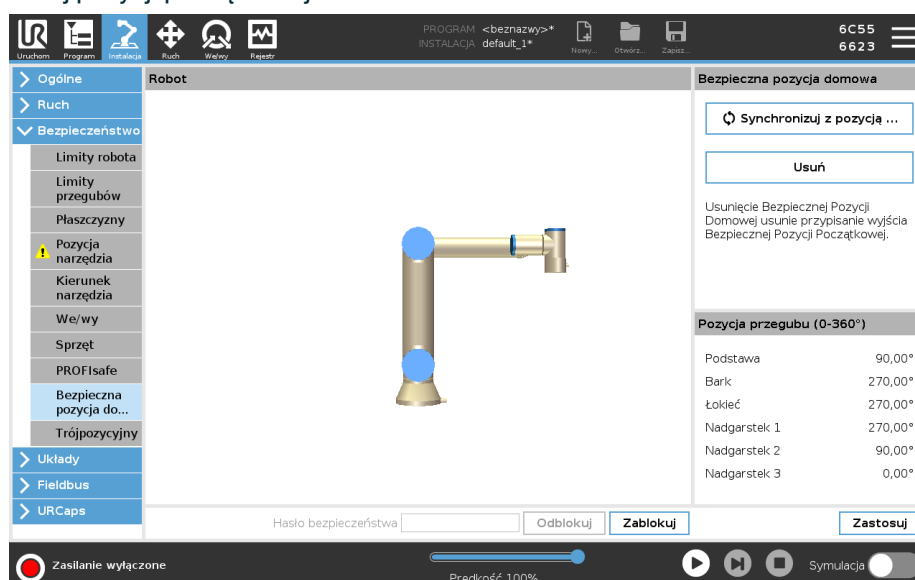 UR
Uruchom
Program
Instalacja
Ruch
We/wy
Rejestr
PROGRAM <beznazwy>*
INSTALACJA default_1*
Nowy...
Otwórz...
Zapisz...
6C55
6623
Ogólne
Ruch
Bezpieczeństwo
Limity robota
Limity
przegubów
Płaszczyzny
Pozycja
narzędzia
Kierunek
narzędzia
We/wy
Sprzęt
PROFIsafe
Bezpieczna
pozycja do...
Trójpozycyjny
Układy
Fieldbus
URCaps
Robot
Bezpieczna pozycja domowa
Synchronizuj z pozycją ...
Usuń
Usunięcie Bezpiecznej Pozycji
Domowej usunie przypisanie wyjścia
Bezpiecznej Pozycji Początkowej.
Pozycja przegubu (0-360°)
Podstawa 90,00°
Bark 270,00°
Łokieć 270,00°
Nadgarstek 1 270,00°
Nadgarstek 2 90,00°
Nadgarstek 3 0,00°
Hasło bezpieczeństwa
Odblokuj
Zablokuj
Zastosuj
Zasilanie wyłączone
Prędkość 100%
Symulacja